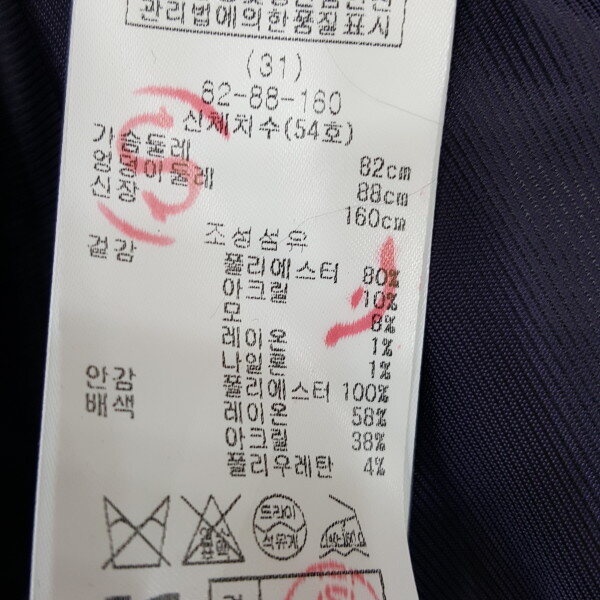 관리법에의한품질표시
(31)
82-88-160
신체치수(54호)
가슴둘레 82cm
엉덩이둘레 88cm
신장 160cm
조성섬유
겉감 폴리에스터 80%
아크릴 10%
모 8%
레이온 1%
나일론 1%
안감 폴리에스터 100%
배색 레이온 58%
아크릴 38%
폴리우레탄 4%
드라이
석유계